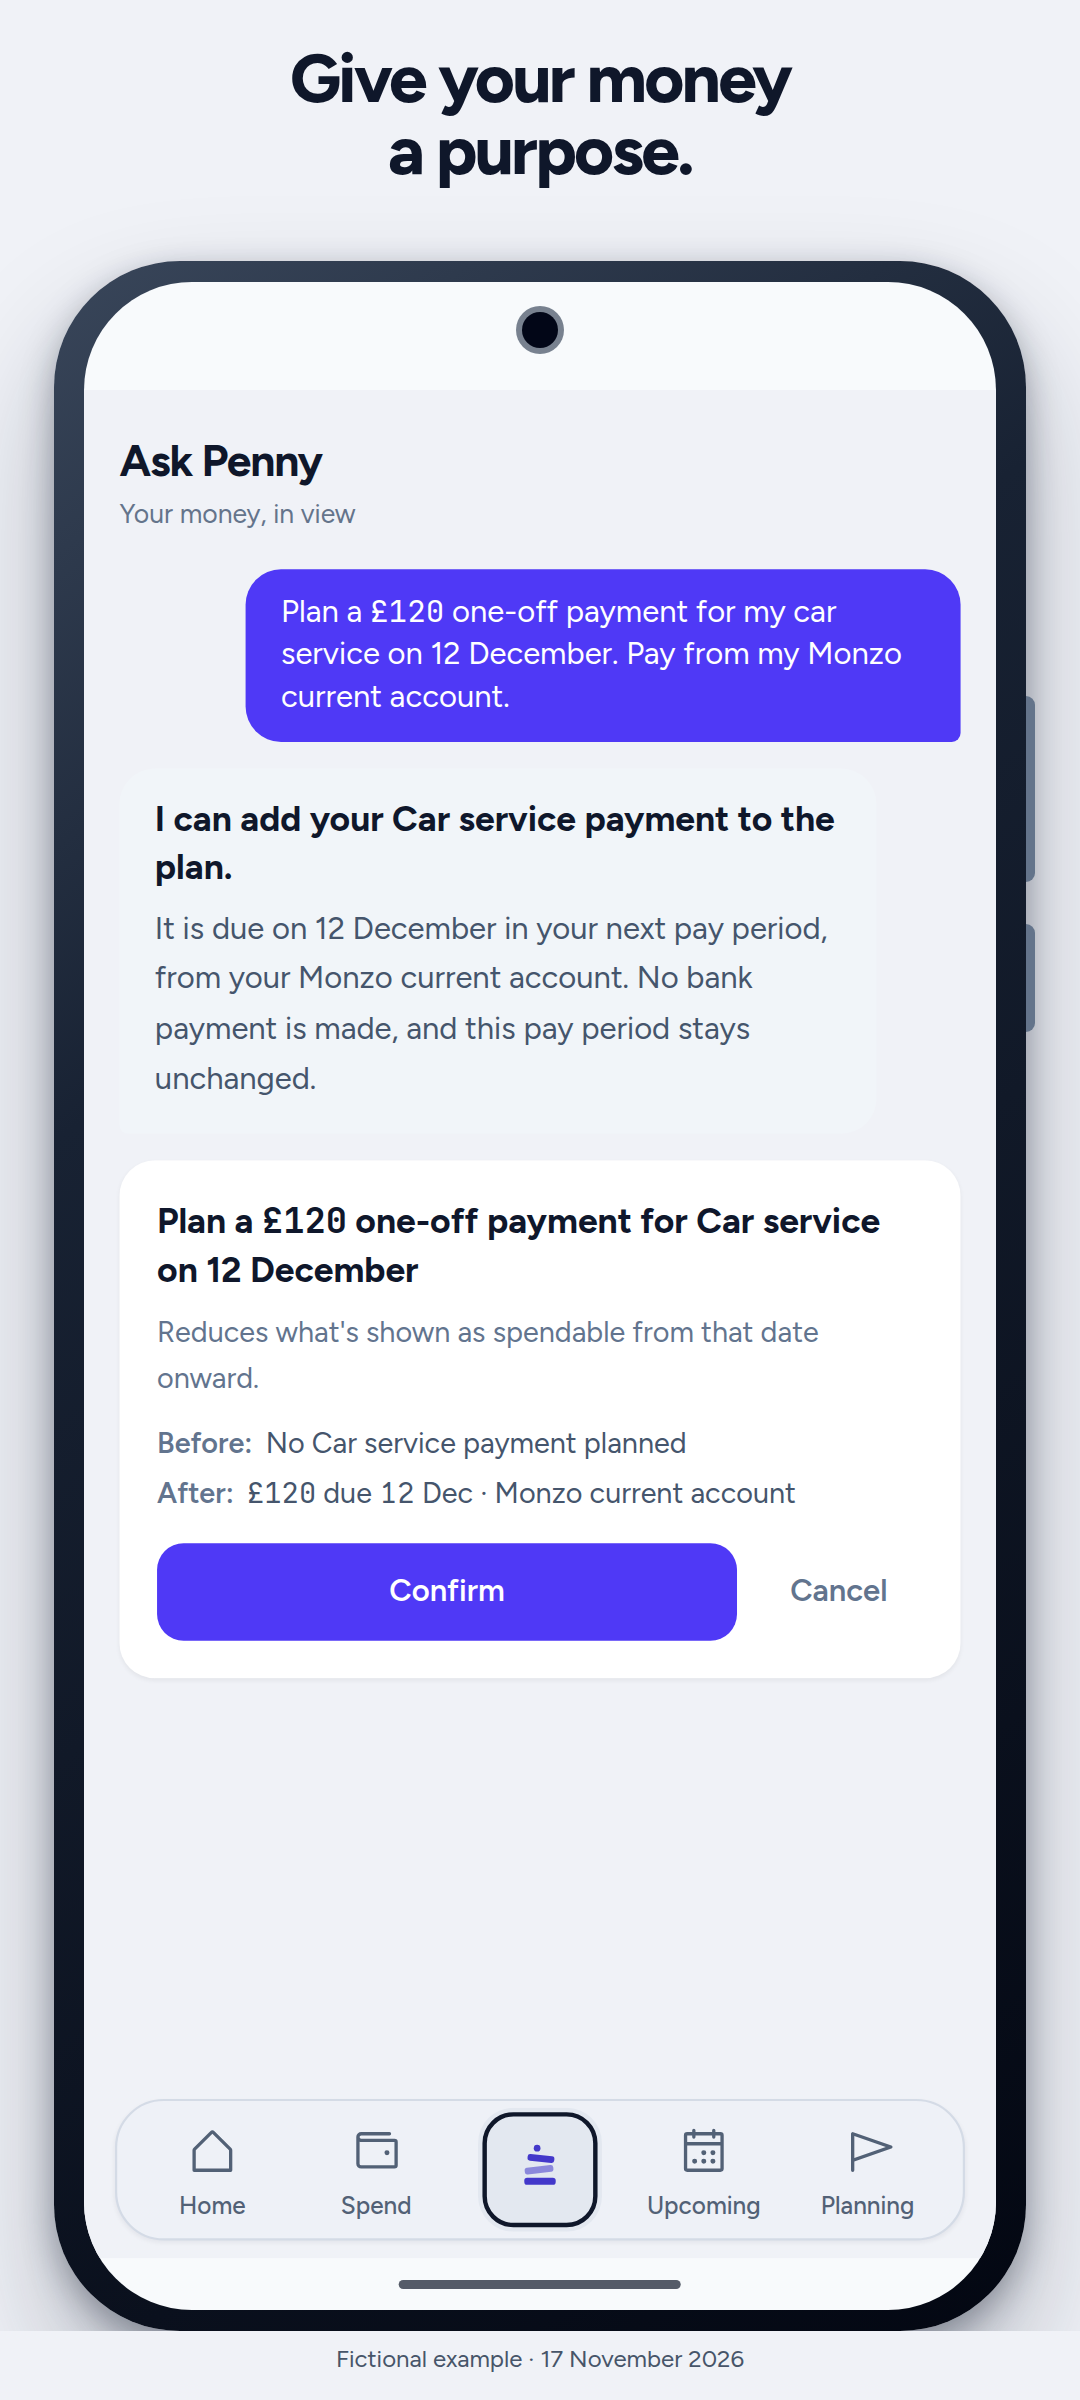 Give your money
a purpose.
Ask Penny
Your money, in view
Plan a £120 one-off payment for my car
service on 12 December. Pay from my Monzo
current account.
I can add your Car service payment to the
plan.
It is due on 12 December in your next pay period,
from your Monzo current account. No bank
payment is made, and this pay period stays
unchanged.
Plan a £120 one-off payment for Car service
on 12 December
Reduces what's shown as spendable from that date
onward.
Before: No Car service payment planned
After: £120 due 12 Dec · Monzo current account
Confirm
Cancel
Home
Spend
Upcoming
Planning
Fictional example · 17 November 2026